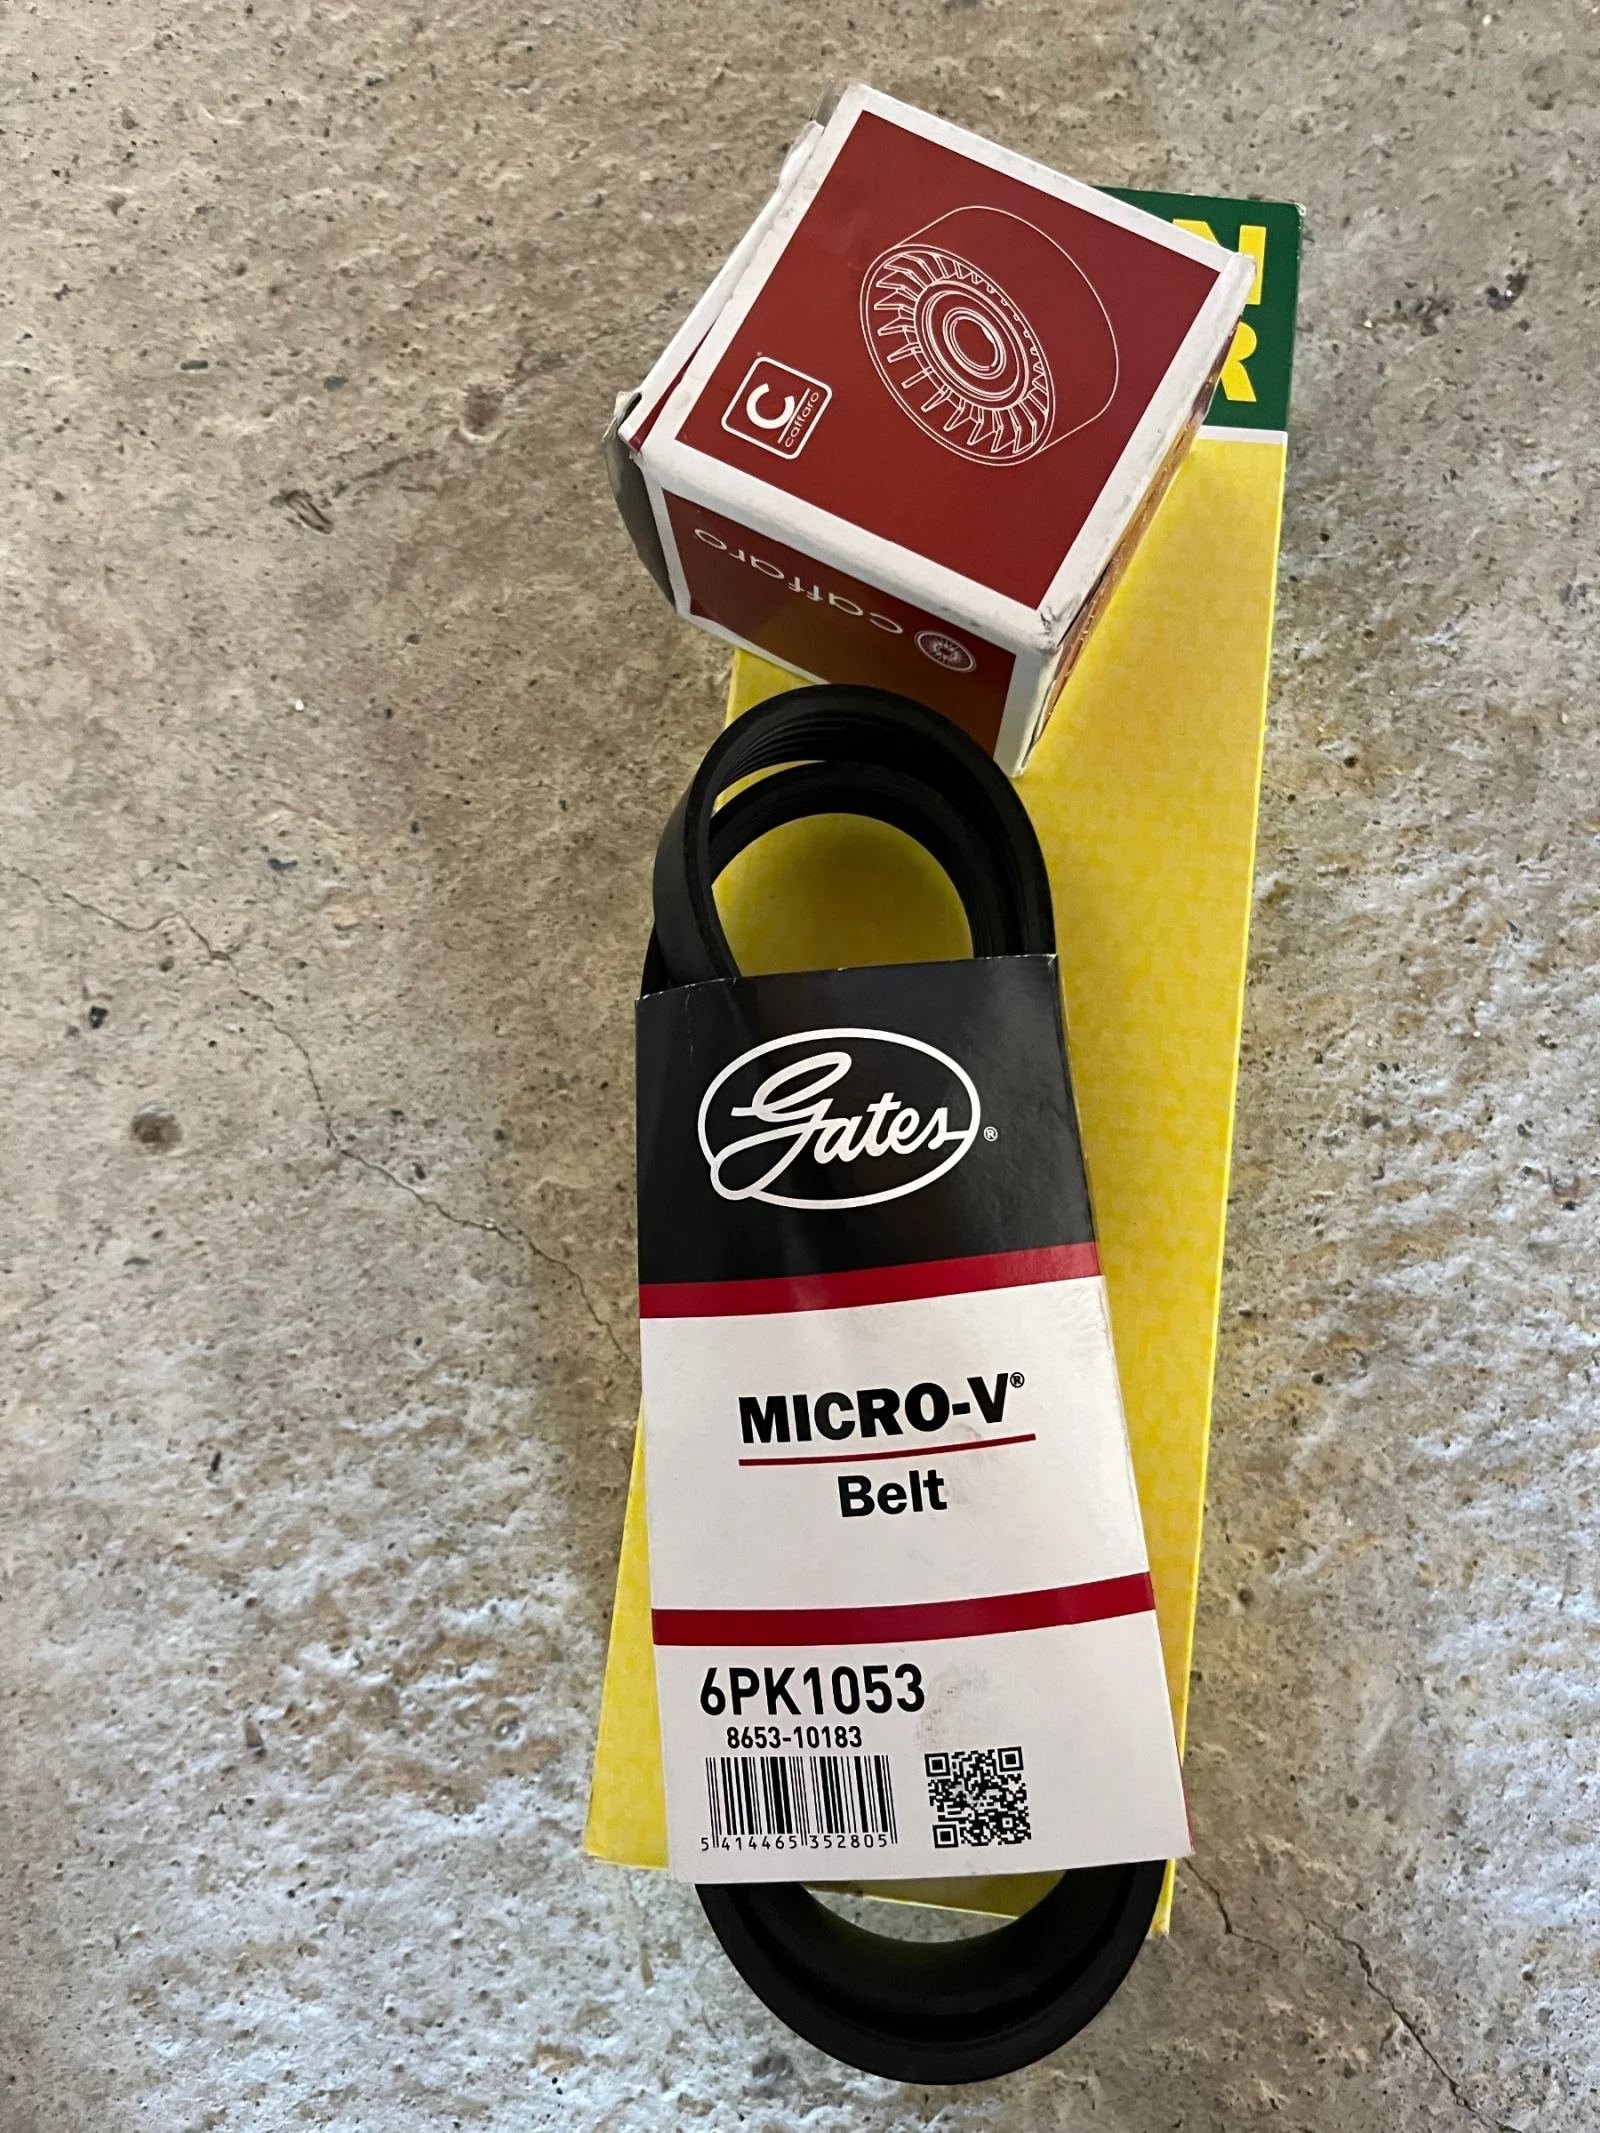 N
R
C
caffaro
caffaro
Gates®
MICRO-V®
Belt
6PK1053
8653-10183
5 414465 352805